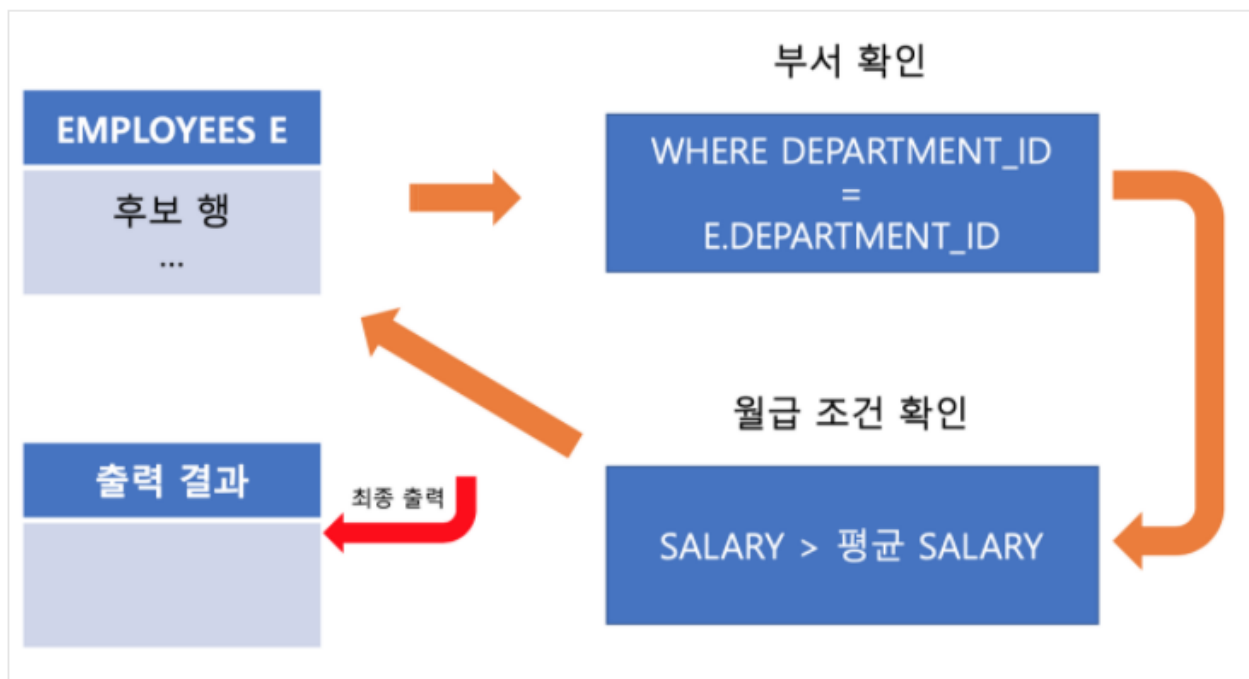 부서 확인
EMPLOYEES E
후보 행
...
WHERE DEPARTMENT_ID
=
E.DEPARTMENT_ID
월급 조건 확인
출력 결과
최종 출력
SALARY > 평균 SALARY